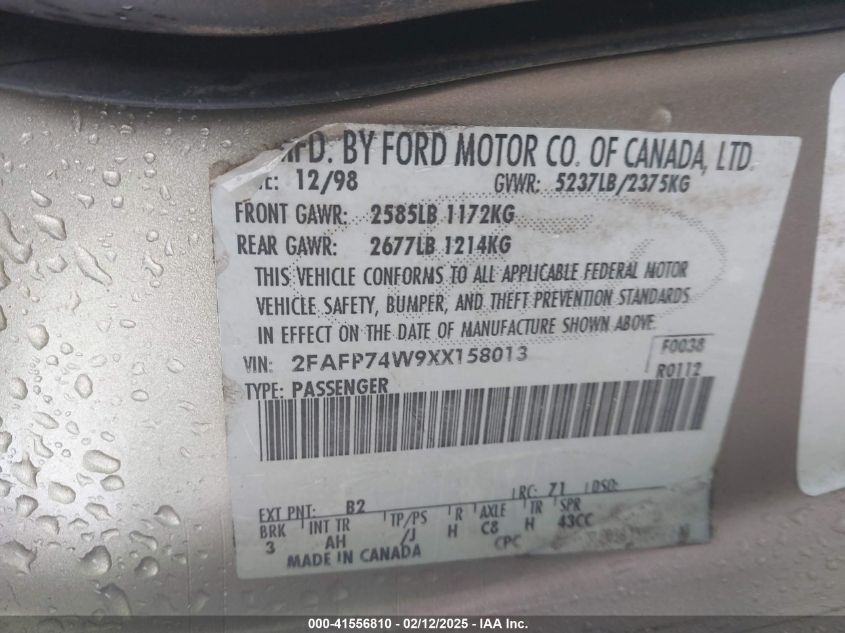 MFD. BY FORD MOTOR CO. OF CANADA, LTD.
12/98 GVWR: 5237LB/2375KG
FRONT GAWR: 2585LB 1172KG
REAR GAWR: 2677LB 1214KG
THIS VEHICLE CONFORMS TO ALL APPLICABLE FEDERAL MOTOR
VEHICLE SAFETY, BUMPER, AND THEFT PREVENTION STANDARDS
IN EFFECT ON THE DATE OF MANUFACTURE SHOWN ABOVE.
VIN: 2FAFP74W9XX158013 F0038
TYPE: PASSENGER R0112
EXT PNT: B2 RC: 71 DSO:
BRK INT TR TP/PS R AXLE TR SPR
3 AH /J H C8 H 43CC
MADE IN CANADA CPC
000-41556810 - 02/12/2025 - IAA Inc.